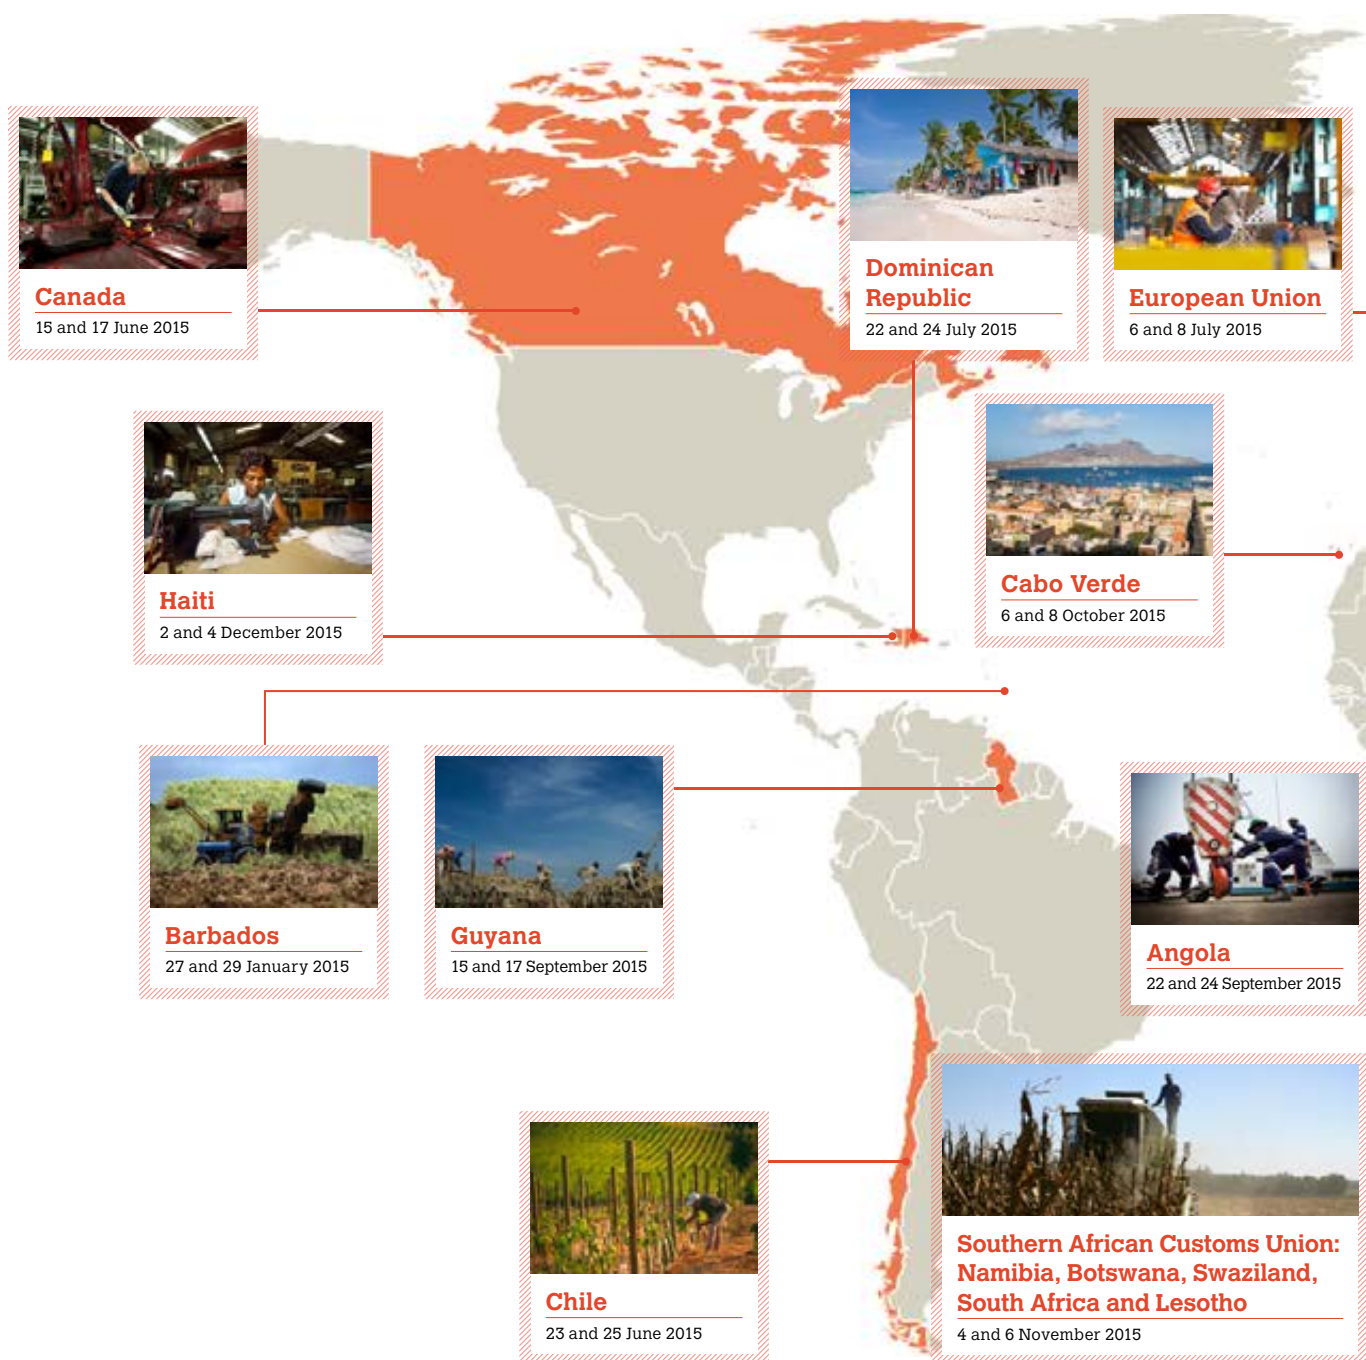 Canada
15 and 17 June 2015
Dominican
Republic
22 and 24 July 2015
European Union
6 and 8 July 2015
Haiti
2 and 4 December 2015
Cabo Verde
6 and 8 October 2015
Barbados
27 and 29 January 2015
Guyana
15 and 17 September 2015
Angola
22 and 24 September 2015
Chile
23 and 25 June 2015
Southern African Customs Union:
Namibia, Botswana, Swaziland,
South Africa and Lesotho
4 and 6 November 2015